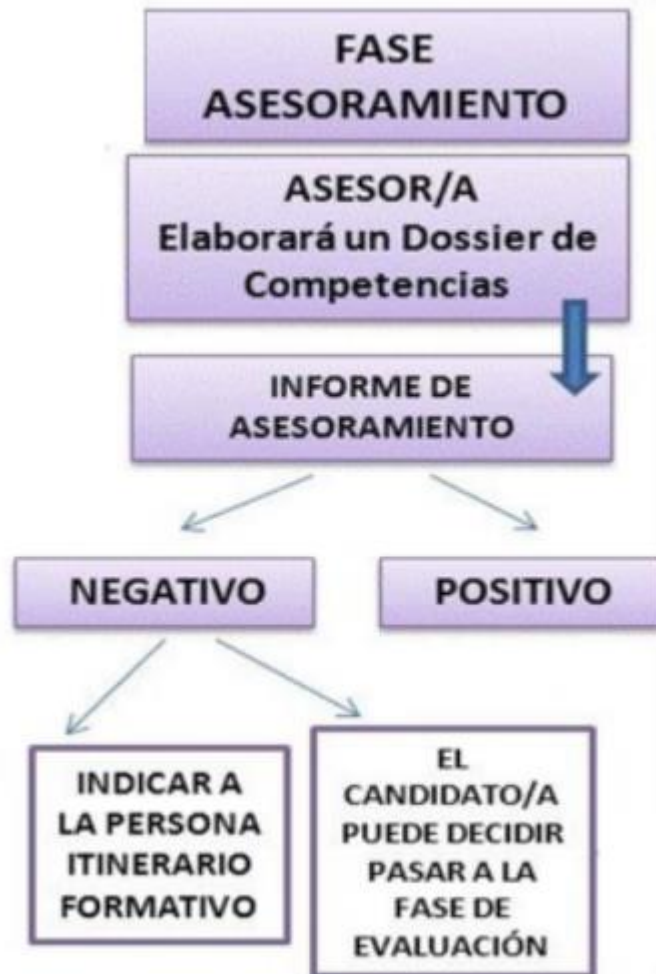 FASE
ASESORAMIENTO
ASESOR/A
Elaborará un Dossier de
Competencias
INFORME DE
ASESORAMIENTO
NEGATIVO
POSITIVO
INDICAR A
LA PERSONA
ITINERARIO
FORMATIVO
EL
CANDIDATO/A
PUEDE DECIDIR
PASAR A LA
FASE DE
EVALUACIÓN